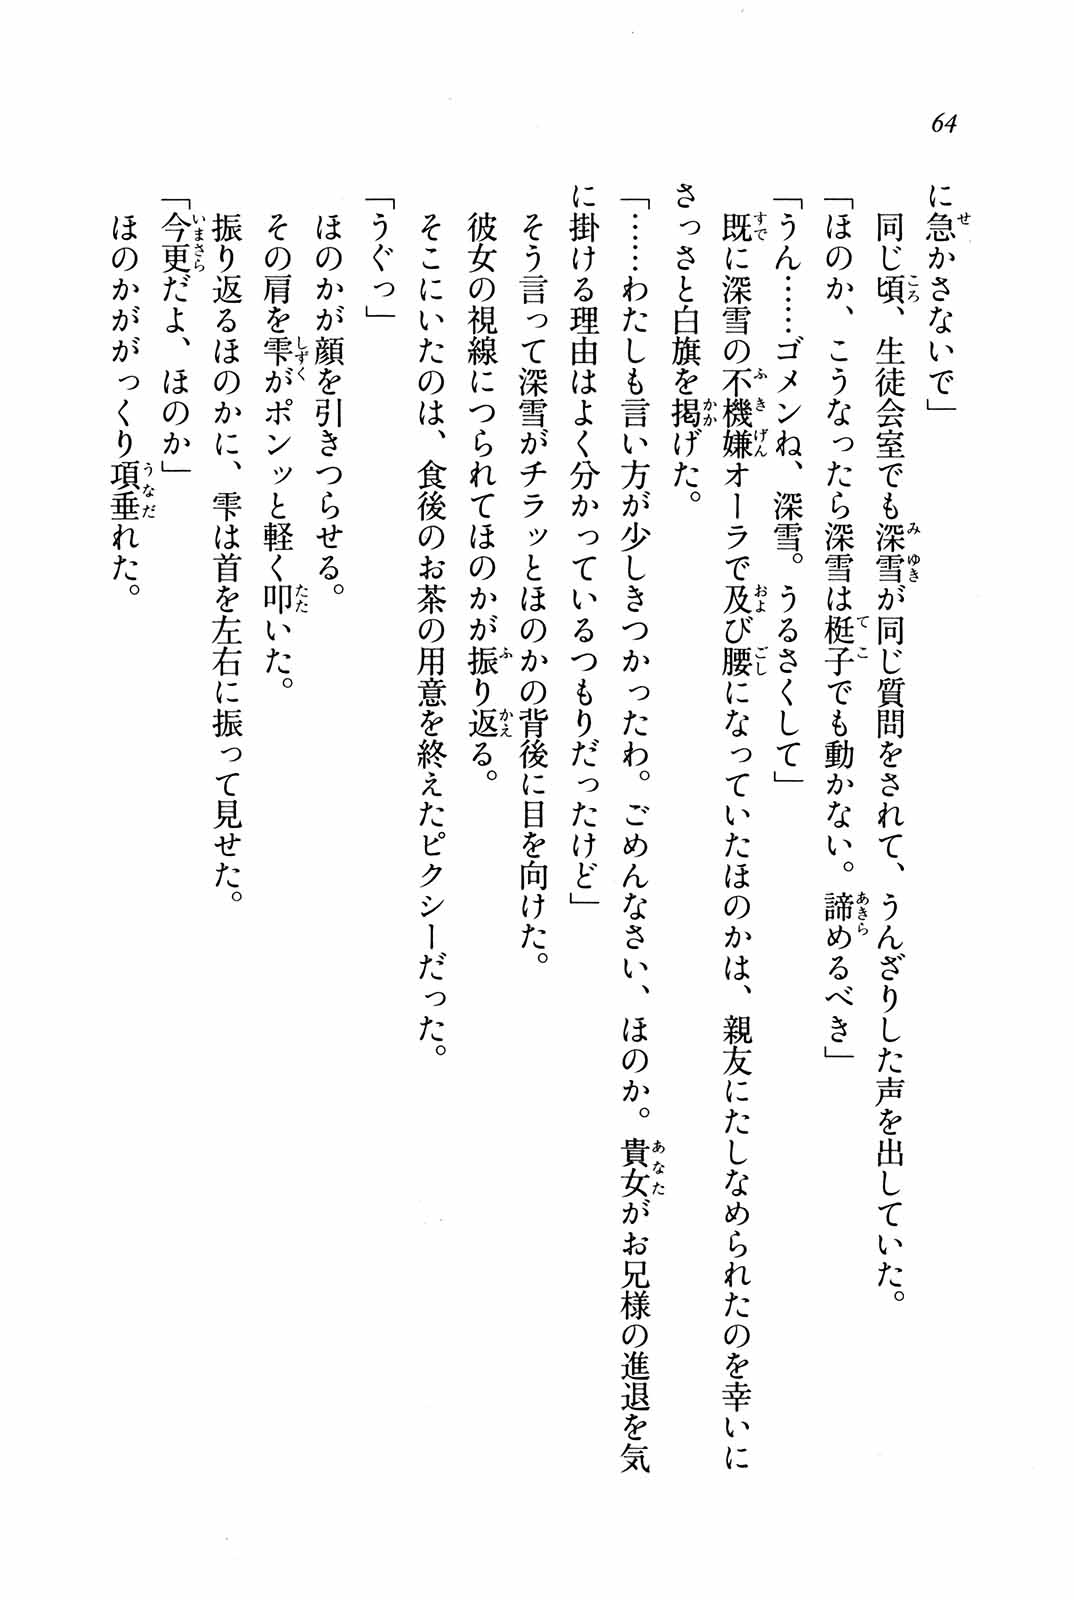 64
に急かさないで」
同じ頃、生徒会室でも深雪が同じ質問をされて、うんざりした声を出していた。
「ほのか、こうなったら深雪は梃子でも動かない。諦めるべき」
「うん……ゴメンね、深雪。うるさくして」
既に深雪の不機嫌オーラで及び腰になっていたほのかは、親友にたしなめられたのを幸いに
さっさと白旗を掲げた。
「……わたしも言い方が少しきつかったわ。ごめんなさい、ほのか。貴女がお兄様の進退を気
に掛ける理由はよく分かっているつもりだったけど」
そう言って深雪がチラッとほのかの背後に目を向けた。
彼女の視線につられてほのかが振り返る。
そこにいたのは、食後のお茶の用意を終えたピクシーだった。
「うぐっ」
ほのかが顔を引きつらせる。
その肩を雫がポンッと軽く叩いた。
振り返るほのかに、雫は首を左右に振って見せた。
「今更だよ、ほのか」
ほのかががっくり項垂れた。